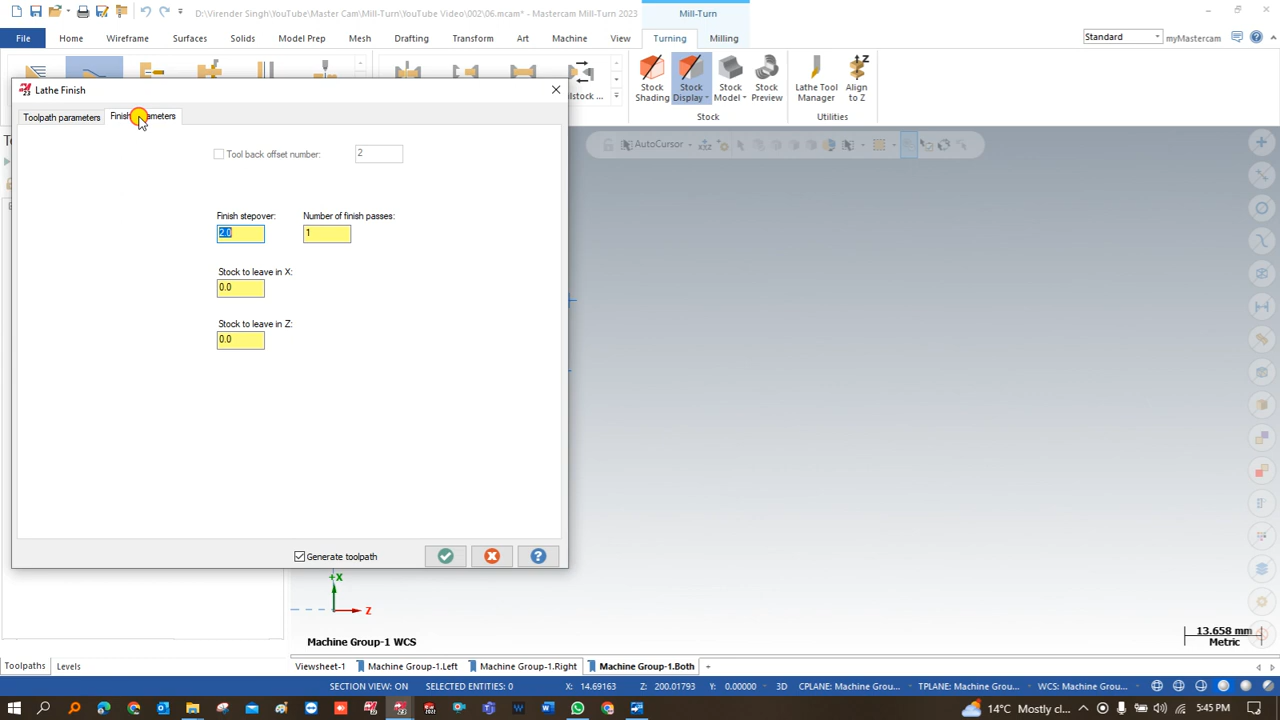 D:\Virender Singh\YouTube\Master Cam\Mill-Turn\YouTube Video\002\06.mcam* - Mastercam Mill-Turn 2023
Mill-Turn
File Home Wireframe Surfaces Solids Model Prep Mesh Drafting Transform Art Machine View Turning Milling
Standard
myMastercam
Stock Shading
Stock Display
Stock Model
Stock Preview
Lathe Tool Manager
Align to Z
Stock
Utilities
Lathe Finish
Toolpath parameters
AutoCursor
Tool back offset number:
2
Finish stepover:
Number of finish passes:
2.0
1
Stock to leave in X:
0.0
Stock to leave in Z:
0.0
Generate toolpath
+X
Z
Machine Group-1 WCS
13.658 mm
Metric
Toolpaths Levels
Viewsheet-1 Machine Group-1.Left Machine Group-1.Right Machine Group-1.Both +
SECTION VIEW: ON SELECTED ENTITIES: 0 X: 14.69163 Z: 200.01793 Y: 0.00000 3D CPLANE: Machine Grou... TPLANE: Machine Grou... WCS: Machine Grou...
14°C Mostly cl... 5:45 PM